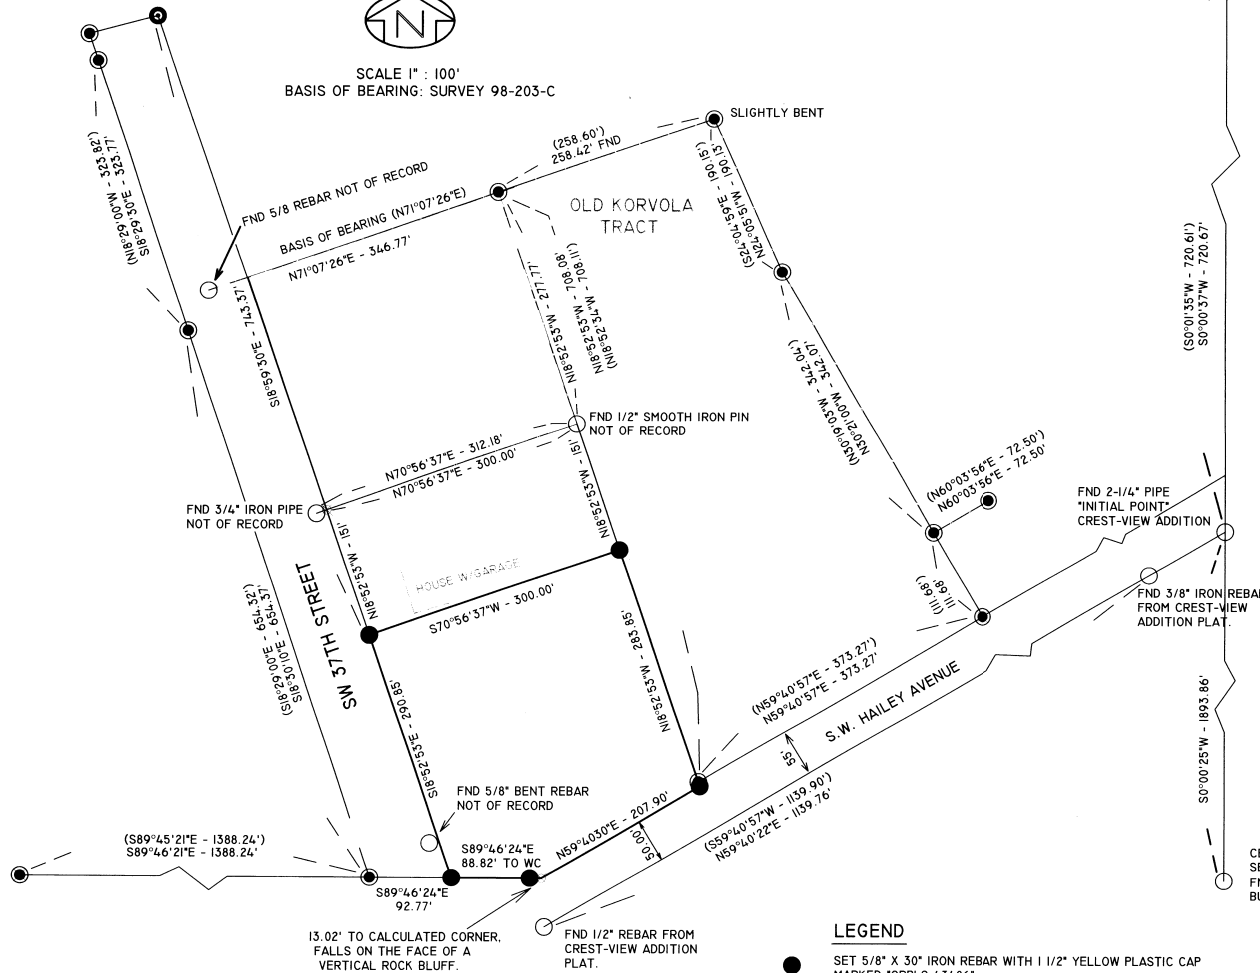 N
SCALE 1" : 100'
BASIS OF BEARING: SURVEY 98-203-C
SLIGHTLY BENT
(258.60')
258.42' FND
(N18°29'00"W - 323.82')
S18°29'30"E - 323.77'
FND 5/8 REBAR NOT OF RECORD
BASIS OF BEARING (N71°07'26"E)
N71°07'26"E - 346.77'
OLD KORVOLA
TRACT
(S24°04'59"E - 190.15')
N24°05'51"W - 190.13'
N18°52'53"W - 277.77'
N18°52'53"W - 708.08'
(N18°52'34"W - 708.11')
S18°59'30"E - 743.37'
(S0°01'35"W - 720.61')
S0°00'37"W - 720.67'
(N30°19'03"W - 342.04')
N30°21'00"W - 342.07'
FND 1/2" SMOOTH IRON PIN
NOT OF RECORD
N70°56'37"E - 312.18'
N70°56'37"E - 300.00'
FND 3/4" IRON PIPE
NOT OF RECORD
N18°52'53"W - 151'
N18°52'53"W - 151'
(N60°03'56"E - 72.50')
N60°03'56"E - 72.50'
FND 2-1/4" PIPE
"INITIAL POINT"
CREST-VIEW ADDITION
HOUSE W/GARAGE
S70°56'37"W - 300.00'
SW 37TH STREET
(S18°29'00"E - 654.32')
S18°30'10"E - 654.37'
(111.68')
111.68'
FND 3/8" IRON REBAR
FROM CREST-VIEW
ADDITION PLAT.
N18°52'53"W - 283.85'
S18°52'53"E - 290.85'
(N59°40'57"E - 373.27')
N59°40'57"E - 373.27'
S.W. HAILEY AVENUE
55'
S0°00'25"W - 1893.86'
FND 5/8" BENT REBAR
NOT OF RECORD
N59°4030"E - 207.90'
50.00'
(S59°40'57"W - 1139.90')
N59°40'22"E - 1139.76'
(S89°45'21"E - 1388.24')
S89°46'21"E - 1388.24'
S89°46'24"E
88.82' TO WC
S89°46'24"E
92.77'
13.02' TO CALCULATED CORNER,
FALLS ON THE FACE OF A
VERTICAL ROCK BLUFF.
FND 1/2" REBAR FROM
CREST-VIEW ADDITION
PLAT.
LEGEND
SET 5/8" X 30" IRON REBAR WITH 1 1/2" YELLOW PLASTIC CAP